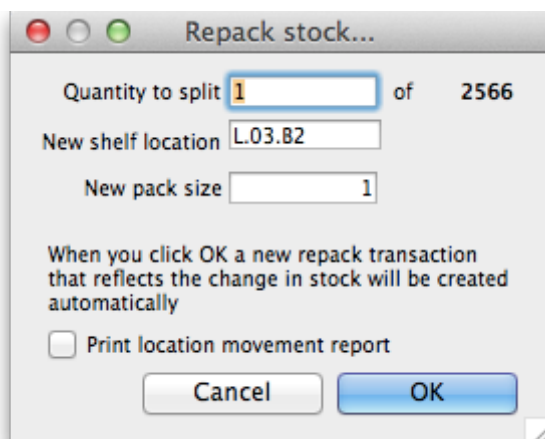 Repack stock...
Quantity to split 1 of 2566
New shelf location L.03.B2
New pack size 1
When you click OK a new repack transaction
that reflects the change in stock will be created
automatically
Print location movement report
Cancel OK